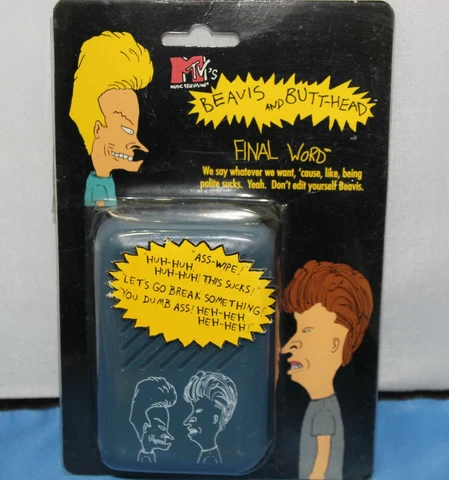 MTV's
MUSIC TELEVISION
BEAVIS AND BUTT-HEAD
FINAL WORD™
We say whatever we want, 'cause, like, being
polite sucks. Yeah. Don't edit yourself Beavis.
"ASS-WIPE!"
"HUH-HUH,
HUH-HUH! THIS SUCKS!"
"LET'S GO BREAK SOMETHING!
YOU DUMB ASS! HEH-HEH
HEH-HEH!"